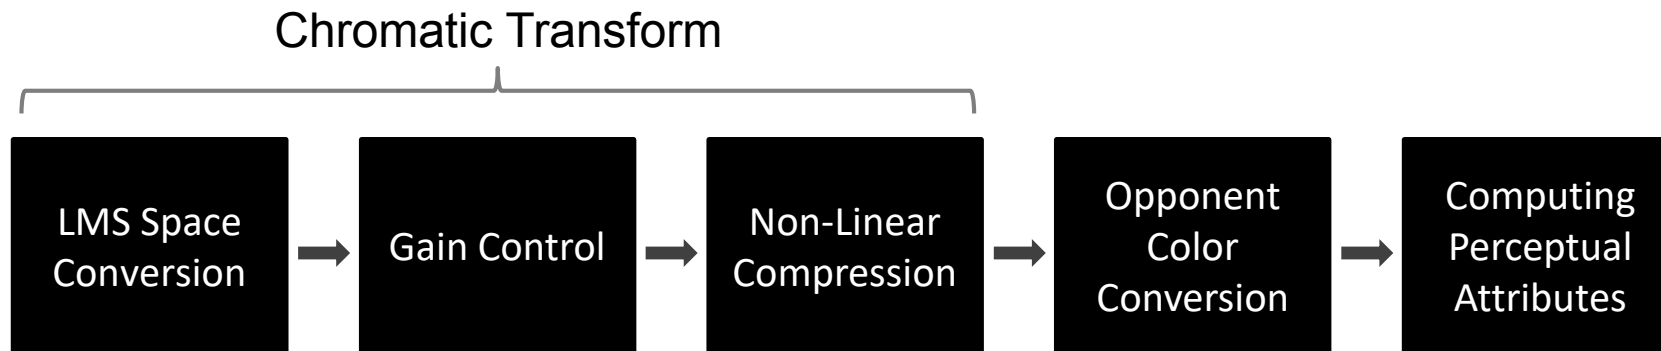 Chromatic Transform
LMS Space
Conversion
Gain Control
Non-Linear
Compression
Opponent
Color
Conversion
Computing
Perceptual
Attributes